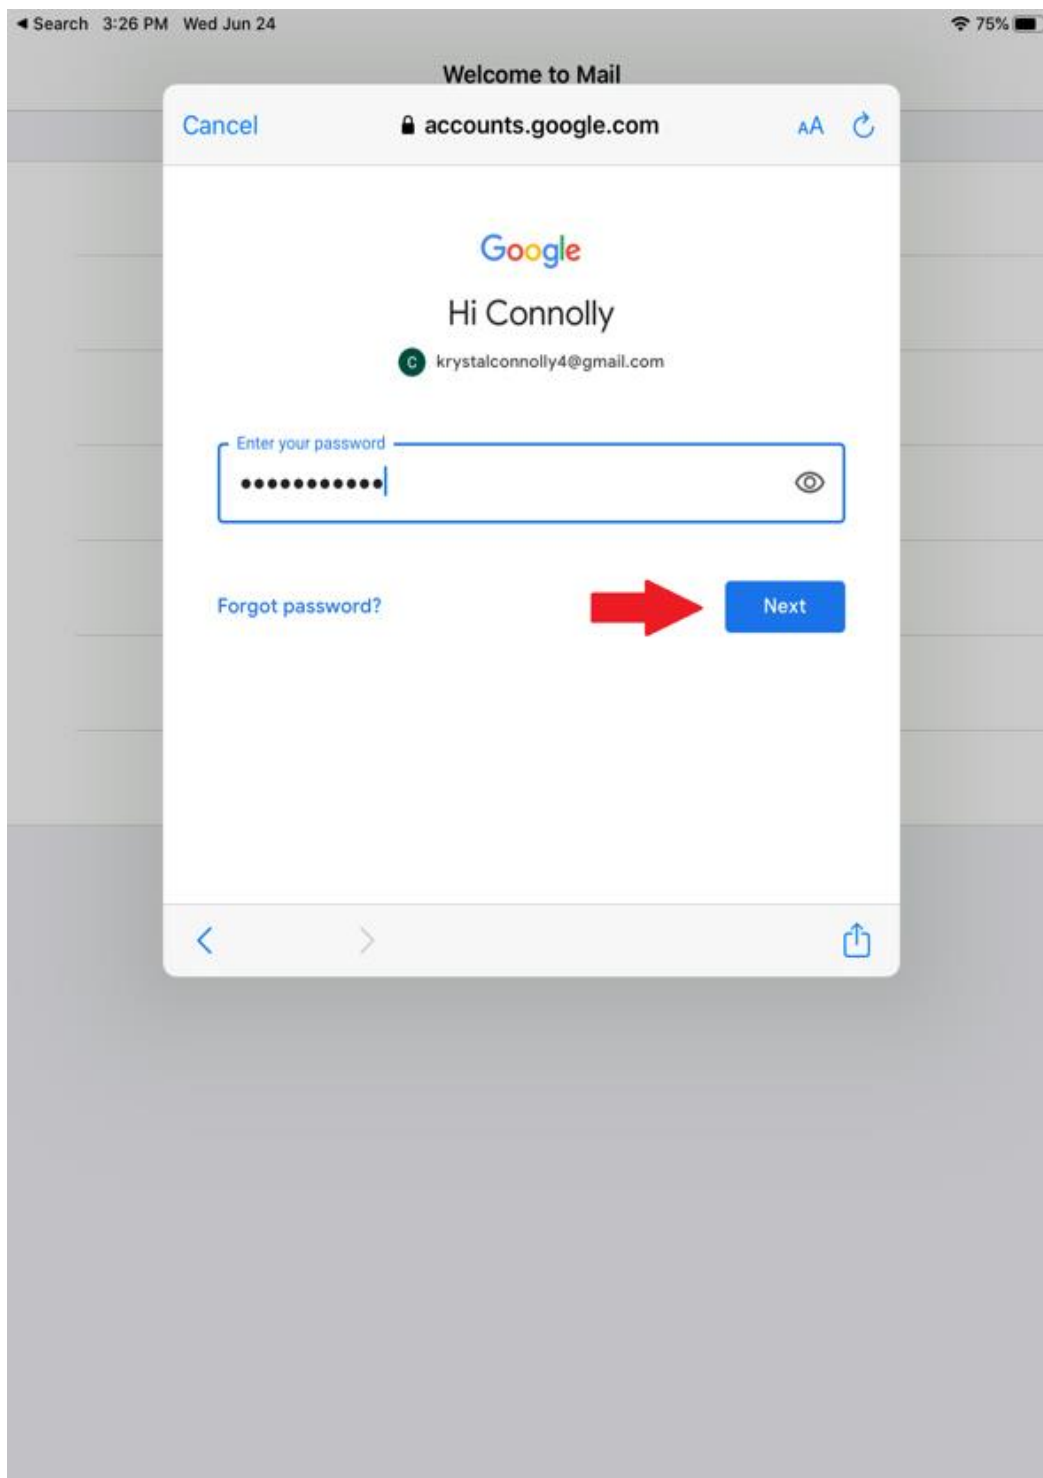 ◀ Search 3:26 PM Wed Jun 24 75%
Welcome to Mail
Cancel accounts.google.com AA
Google
Hi Connolly
C krystalconnolly4@gmail.com
Enter your password
•••••••••••
Forgot password? Next